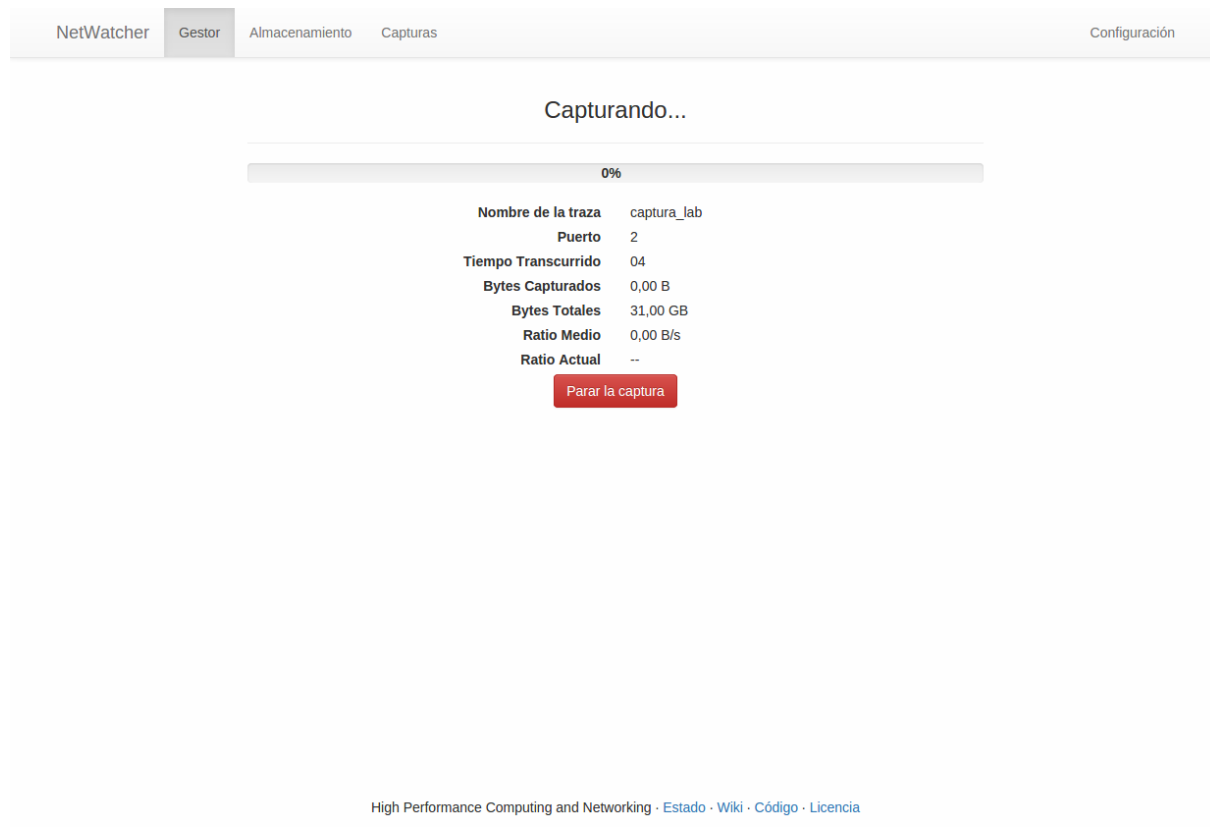 NetWatcher Gestor Almacenamiento Capturas Configuración
Capturando...
0%
Nombre de la traza captura_lab
Puerto 2
Tiempo Transcurrido 04
Bytes Capturados 0,00 B
Bytes Totales 31,00 GB
Ratio Medio 0,00 B/s
Ratio Actual --
Parar la captura
High Performance Computing and Networking · Estado · Wiki · Código · Licencia